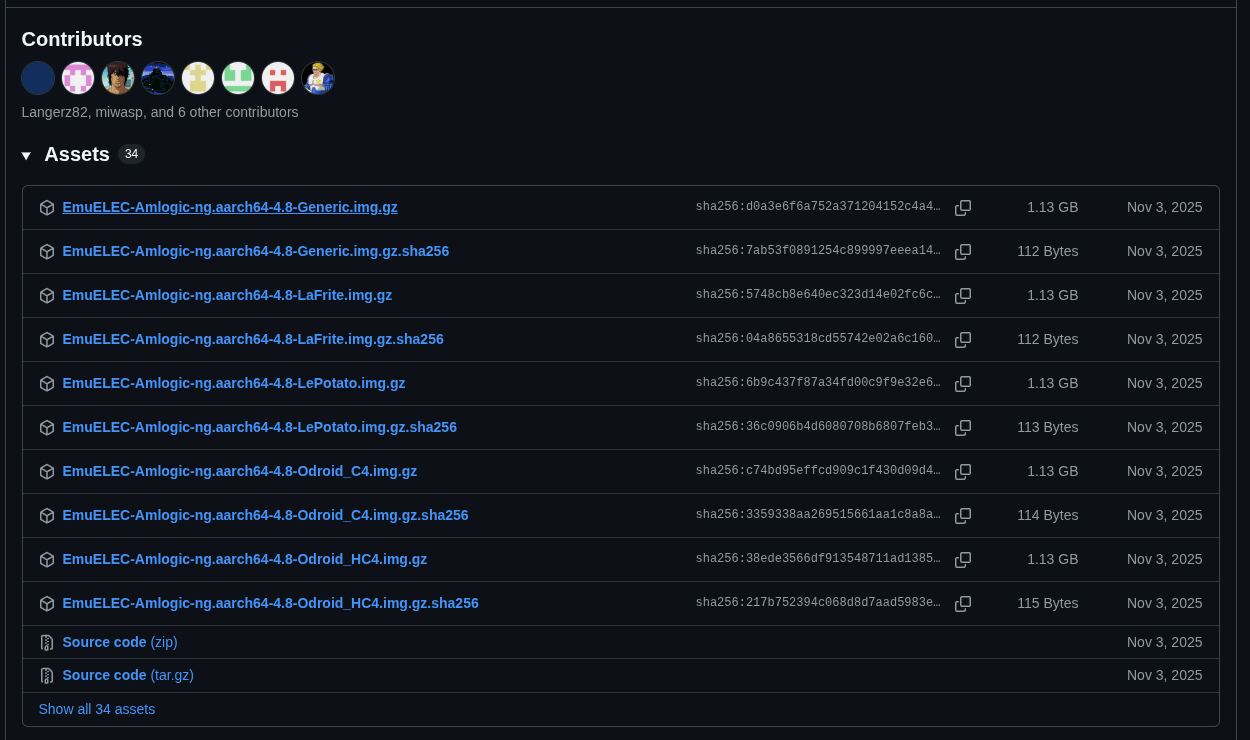 Contributors
Langerz82, miwasp, and 6 other contributors
Assets 34
EmuELEC-Amlogic-ng.aarch64-4.8-Generic.img.gz sha256:d0a3e6f6a752a371204152c4a4… 1.13 GB Nov 3, 2025
EmuELEC-Amlogic-ng.aarch64-4.8-Generic.img.gz.sha256 sha256:7ab53f0891254c899997eeea14… 112 Bytes Nov 3, 2025
EmuELEC-Amlogic-ng.aarch64-4.8-LaFrite.img.gz sha256:5748cb8e640ec323d14e02fc6c… 1.13 GB Nov 3, 2025
EmuELEC-Amlogic-ng.aarch64-4.8-LaFrite.img.gz.sha256 sha256:04a8655318cd55742e02a6c160… 112 Bytes Nov 3, 2025
EmuELEC-Amlogic-ng.aarch64-4.8-LePotato.img.gz sha256:6b9c437f87a34fd00c9f9e32e6… 1.13 GB Nov 3, 2025
EmuELEC-Amlogic-ng.aarch64-4.8-LePotato.img.gz.sha256 sha256:36c0906b4d6080708b6807feb3… 113 Bytes Nov 3, 2025
EmuELEC-Amlogic-ng.aarch64-4.8-Odroid_C4.img.gz sha256:c74bd95effcd909c1f430d09d4… 1.13 GB Nov 3, 2025
EmuELEC-Amlogic-ng.aarch64-4.8-Odroid_C4.img.gz.sha256 sha256:3359338aa269515661aa1c8a8a… 114 Bytes Nov 3, 2025
EmuELEC-Amlogic-ng.aarch64-4.8-Odroid_HC4.img.gz sha256:38ede3566df913548711ad1385… 1.13 GB Nov 3, 2025
EmuELEC-Amlogic-ng.aarch64-4.8-Odroid_HC4.img.gz.sha256 sha256:217b752394c068d8d7aad5983e… 115 Bytes Nov 3, 2025
Source code (zip) Nov 3, 2025
Source code (tar.gz) Nov 3, 2025
Show all 34 assets